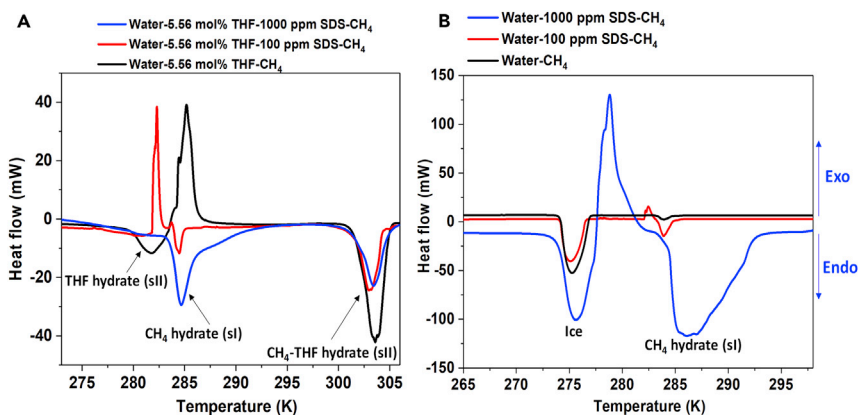 A
Water-5.56 mol% THF-1000 ppm SDS-CH₄
Water-5.56 mol% THF-100 ppm SDS-CH₄
Water-5.56 mol% THF-CH₄
40
20
0
-20
-40
Heat flow (mW)
THF hydrate (sII)
CH₄ hydrate (sI)
CH₄-THF hydrate (sII)
275 280 285 290 295 300 305
Temperature (K)
B
Water-1000 ppm SDS-CH₄
Water-100 ppm SDS-CH₄
Water-CH₄
150
100
50
0
-50
-100
-150
Heat flow (mW)
Exo
Endo
Ice
CH₄ hydrate (sI)
265 270 275 280 285 290 295
Temperature (K)